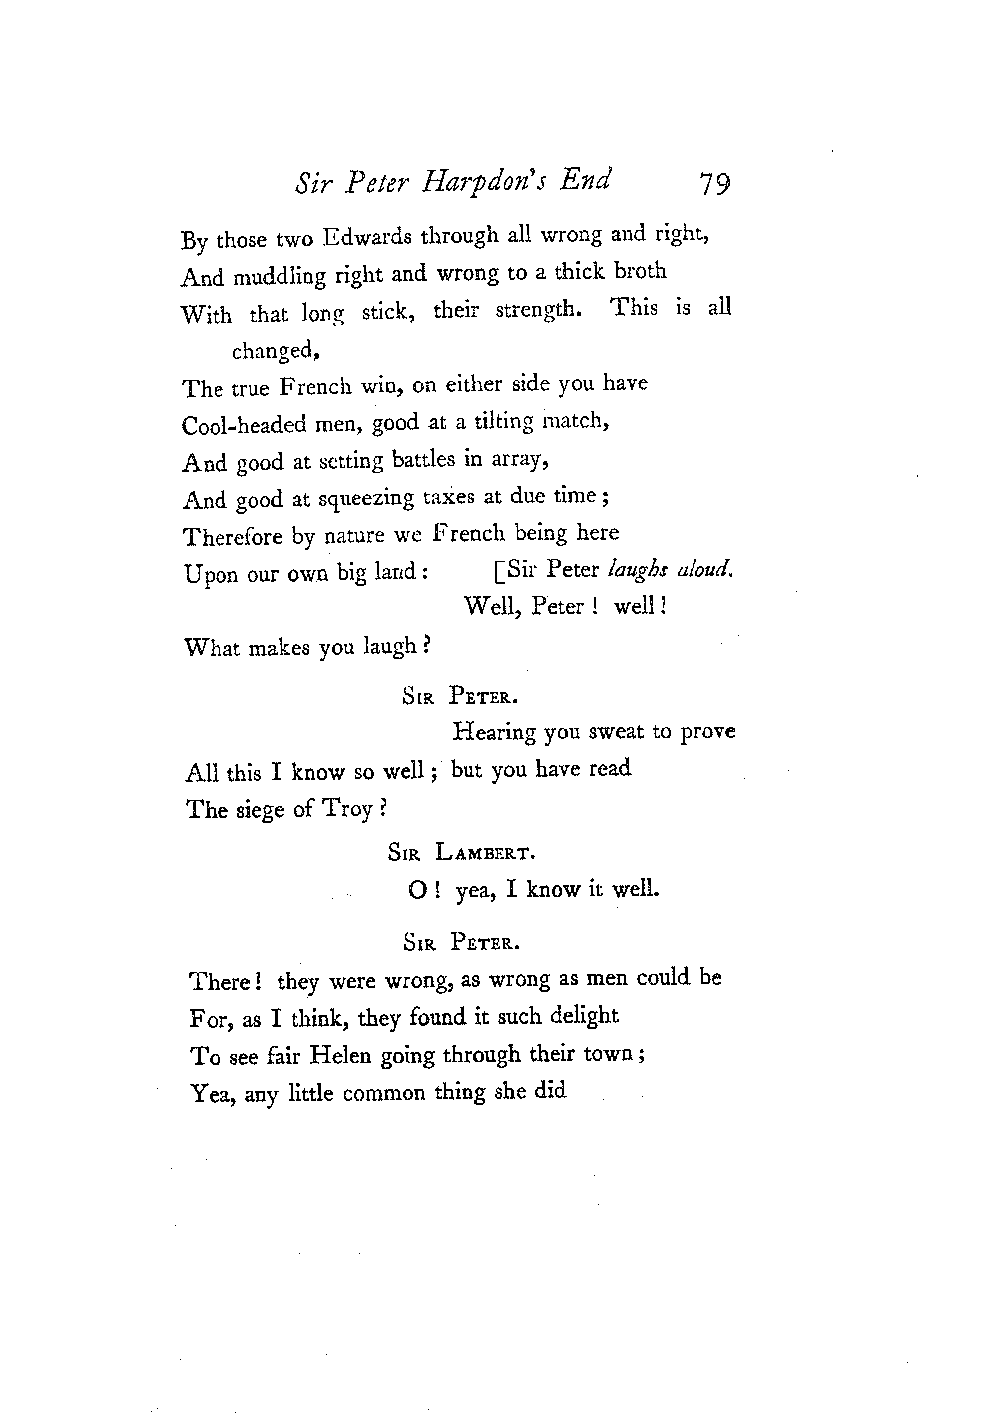 Sir Peter Harpdon's End 79
By those two Edwards through all wrong and right,
And muddling right and wrong to a thick broth
With that long stick, their strength. This is all
changed,
The true French win, on either side you have
Cool-headed men, good at a tilting match,
And good at setting battles in array,
And good at squeezing taxes at due time;
Therefore by nature we French being here
Upon our own big land: [Sir Peter laughs aloud.
Well, Peter! well!
What makes you laugh?
SIR PETER.
Hearing you sweat to prove
All this I know so well; but you have read
The siege of Troy?
SIR LAMBERT.
O! yea, I know it well.
SIR PETER.
There! they were wrong, as wrong as men could be
For, as I think, they found it such delight
To see fair Helen going through their town;
Yea, any little common thing she did